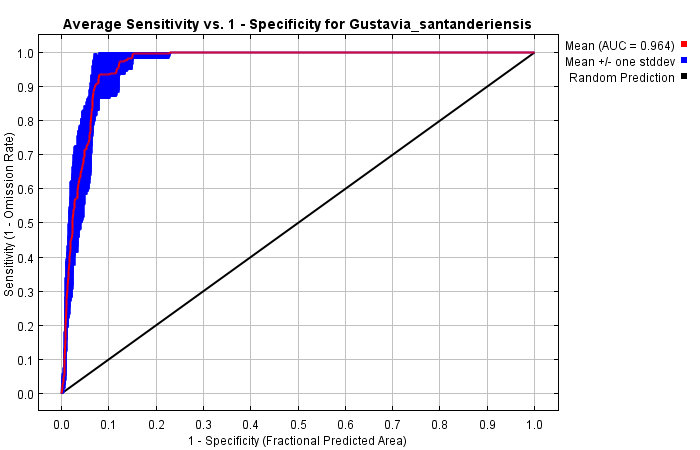 Average Sensitivity vs. 1 - Specificity for Gustavia_santanderiensis
Mean (AUC = 0.964)
Mean +/- one stddev
Random Prediction
Sensitivity (1 - Omission Rate)
1.0
0.9
0.8
0.7
0.6
0.5
0.4
0.3
0.2
0.1
0.0
0.0 0.1 0.2 0.3 0.4 0.5 0.6 0.7 0.8 0.9 1.0
1 - Specificity (Fractional Predicted Area)